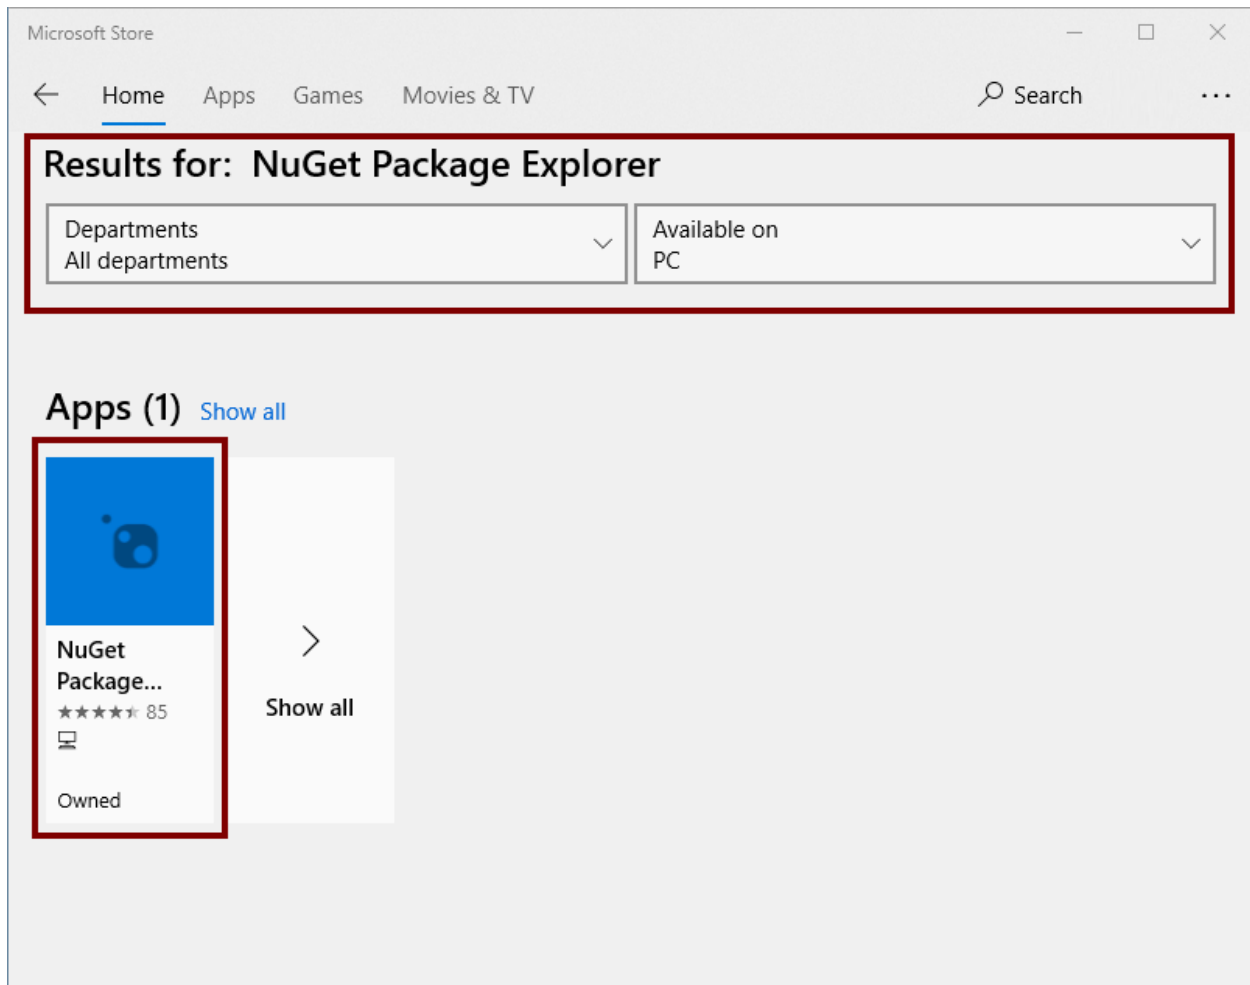 Microsoft Store
Home Apps Games Movies & TV Search
Results for: NuGet Package Explorer
Departments
All departments
Available on
PC
Apps (1) Show all
NuGet
Package...
85
Owned
Show all